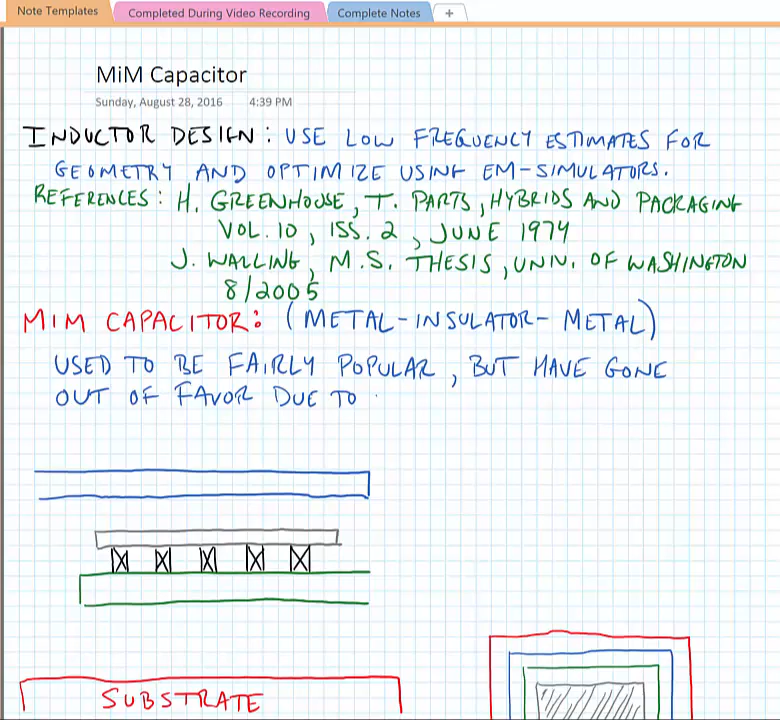 Note Templates
Completed During Video Recording
Complete Notes
+
MiM Capacitor
Sunday, August 28, 2016 4:39 PM
INDUCTOR DESIGN: USE LOW FREQUENCY ESTIMATES FOR
GEOMETRY AND OPTIMIZE USING EM-SIMULATORS.
REFERENCES: H. GREENHOUSE, T. PARTS, HYBRIDS AND PACKAGING
VOL. 10, ISS. 2, JUNE 1974
J. WALLING, M.S. THESIS, UNIV. OF WASHINGTON
8/2005
MIM CAPACITOR: (METAL-INSULATOR-METAL)
USED TO BE FAIRLY POPULAR, BUT HAVE GONE
OUT OF FAVOR DUE TO
SUBSTRATE